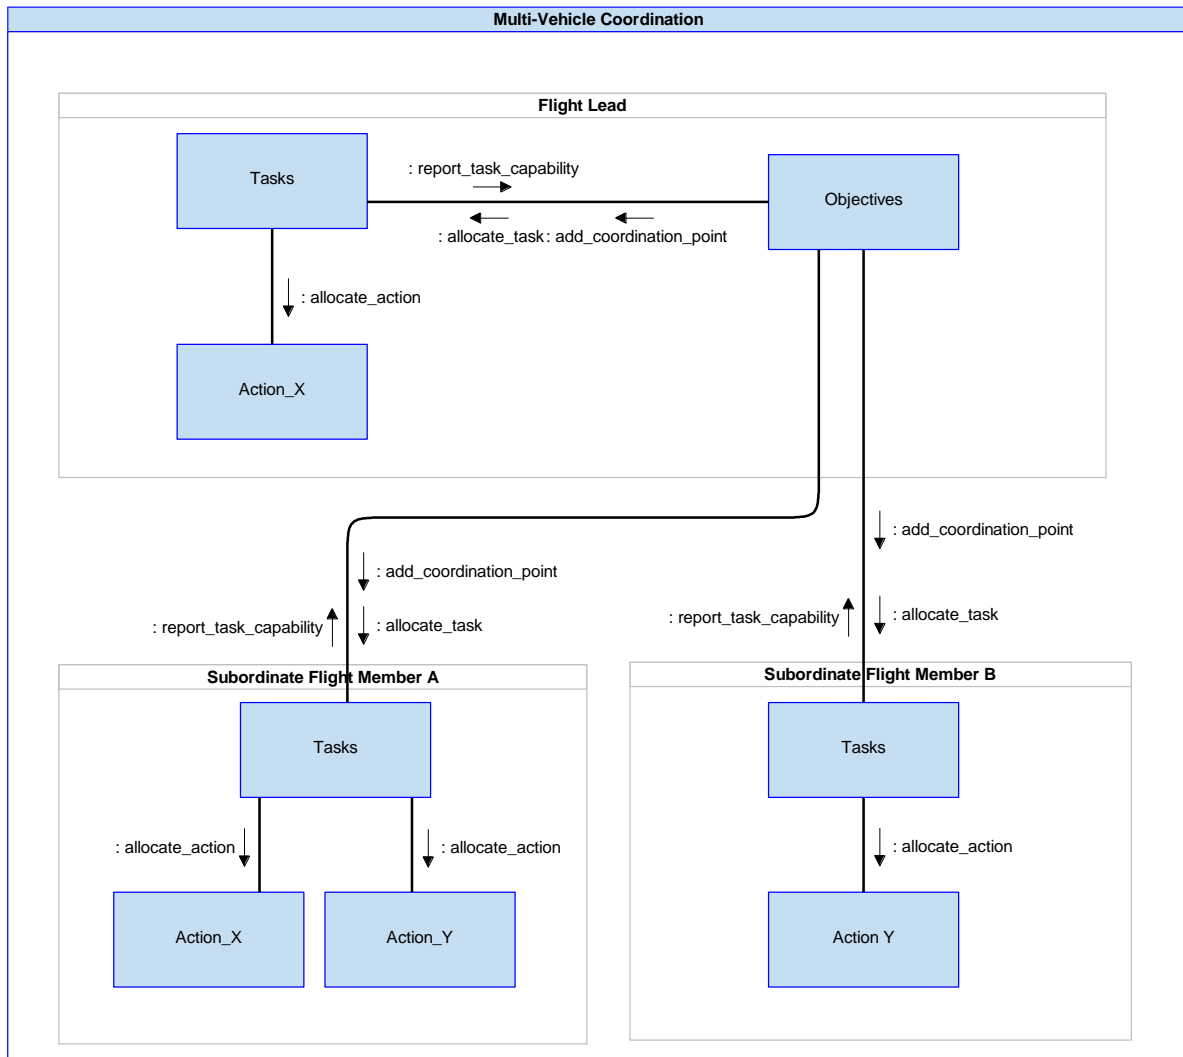 Multi-Vehicle Coordination
Flight Lead
Tasks
: report_task_capability
Objectives
: allocate_task
: add_coordination_point
: allocate_action
Action_X
: add_coordination_point
: add_coordination_point
: report_task_capability
: allocate_task
: report_task_capability
: allocate_task
Subordinate Flight Member A
Tasks
: allocate_action
: allocate_action
Action_X
Action_Y
Subordinate Flight Member B
Tasks
: allocate_action
Action Y